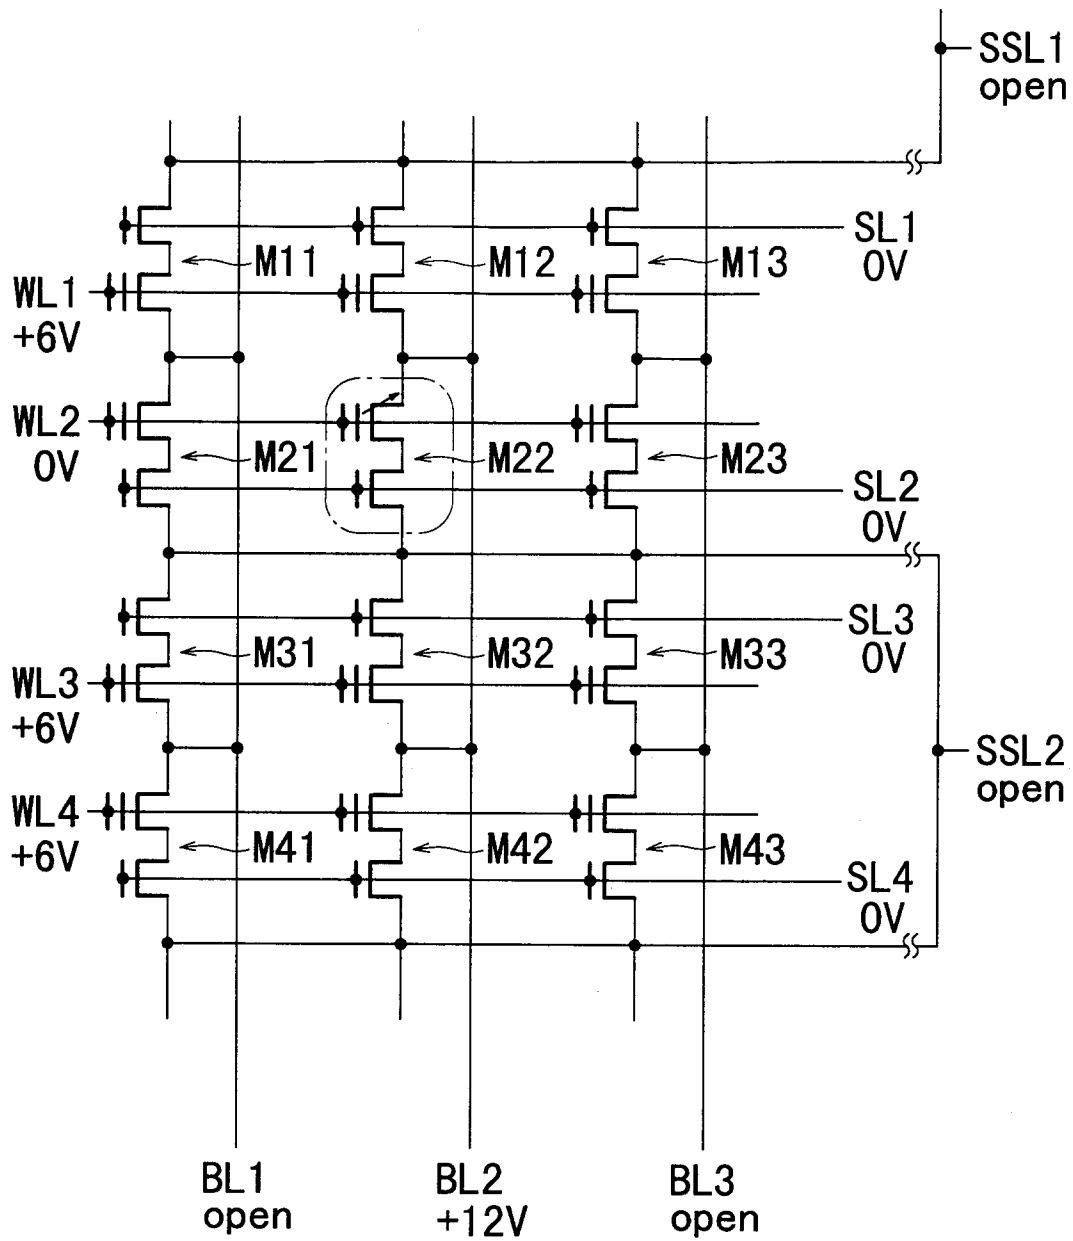 SSL1
open
SL1
0V
M11
M12
M13
WL1
+6V
WL2
0V
M21
M22
M23
SL2
0V
SL3
0V
M31
M32
M33
WL3
+6V
SSL2
open
WL4
+6V
M41
M42
M43
SL4
0V
BL1
open
BL2
+12V
BL3
open